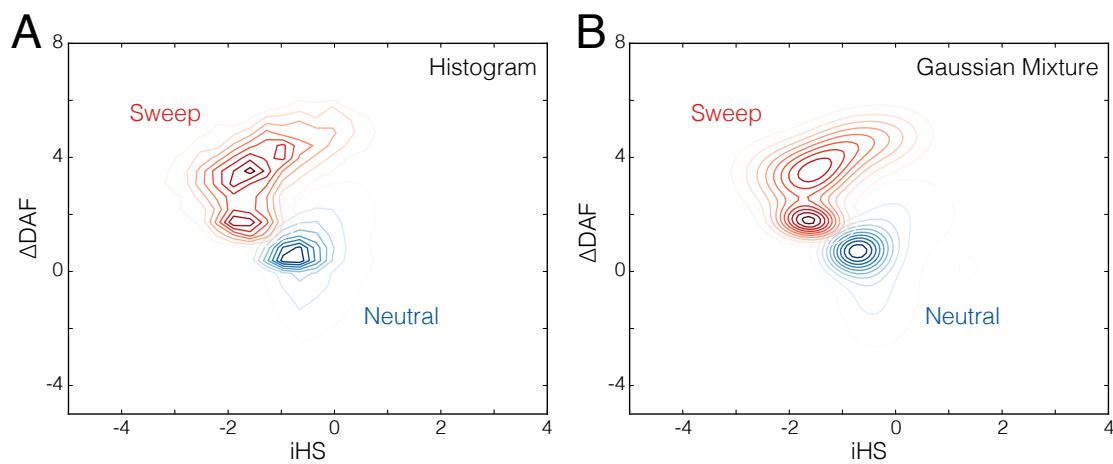 A
B
8
Histogram
Sweep
4
ΔDAF
0
Neutral
-4
-4
-2
0
2
4
iHS
8
Gaussian Mixture
Sweep
4
ΔDAF
0
Neutral
-4
-4
-2
0
2
4
iHS